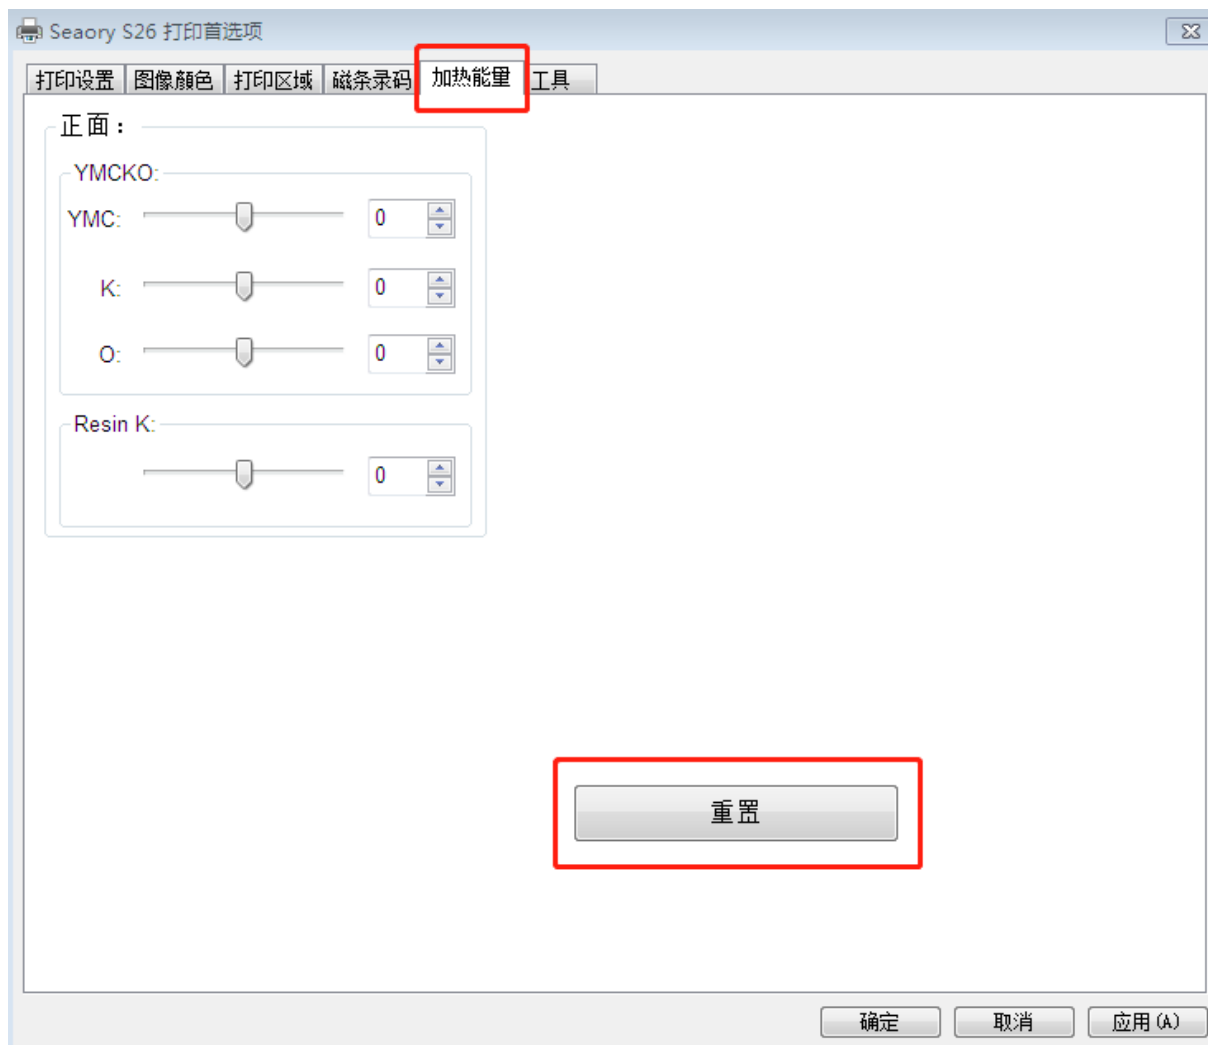 Seaory S26 打印首选项
打印设置 图像顏色 打印区域 磁条录码 加热能量 工具
正面：
YMCKO:
YMC: 0
K: 0
O: 0
Resin K:
0
重置
确定 取消 应用(A)